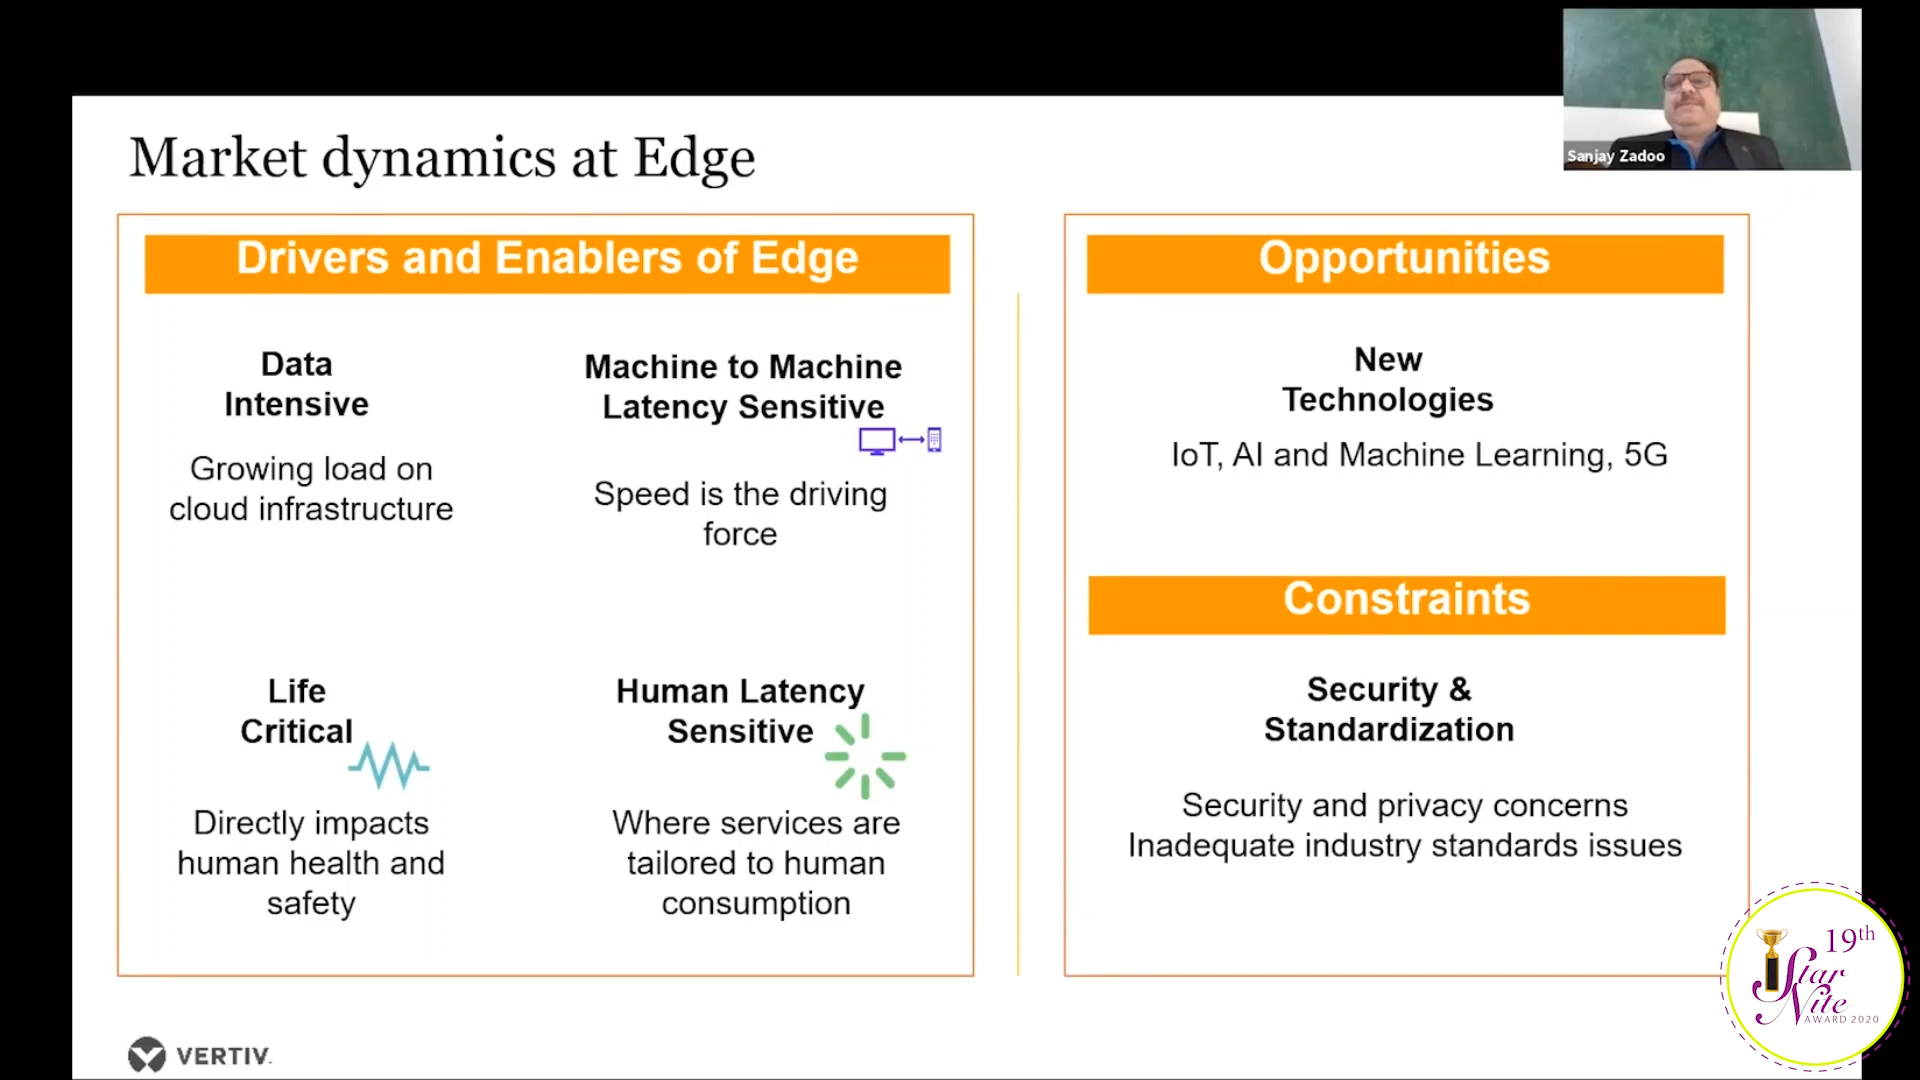 Sanjay Zadoo
Market dynamics at Edge
Drivers and Enablers of Edge
Data
Intensive
Growing load on
cloud infrastructure
Machine to Machine
Latency Sensitive
Speed is the driving
force
Life
Critical
Directly impacts
human health and
safety
Human Latency
Sensitive
Where services are
tailored to human
consumption
Opportunities
New
Technologies
IoT, AI and Machine Learning, 5G
Constraints
Security &
Standardization
Security and privacy concerns
Inadequate industry standards issues
VERTIV.
19th
Star
Nite
AWARD 2020